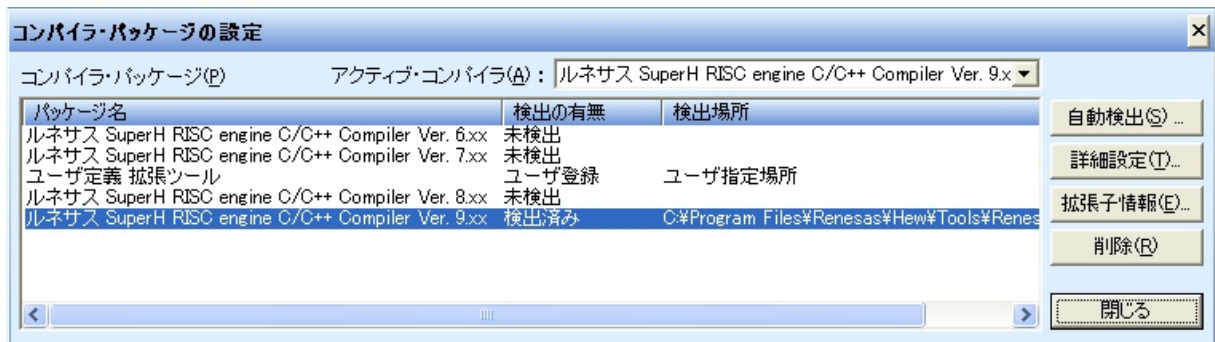 コンパイラ・パッケージの設定
コンパイラ・パッケージ(P) アクティブ・コンパイラ(A)： ルネサス SuperH RISC engine C/C++ Compiler Ver. 9.x
パッケージ名 検出の有無 検出場所
ルネサス SuperH RISC engine C/C++ Compiler Ver. 6.xx 未検出
ルネサス SuperH RISC engine C/C++ Compiler Ver. 7.xx 未検出
ユーザ定義 拡張ツール ユーザ登録 ユーザ指定場所
ルネサス SuperH RISC engine C/C++ Compiler Ver. 8.xx 未検出
ルネサス SuperH RISC engine C/C++ Compiler Ver. 9.xx 検出済み C:¥Program Files¥Renesas¥Hew¥Tools¥Renes
自動検出(S) ...
詳細設定(T)...
拡張子情報(E)...
削除(R)
閉じる